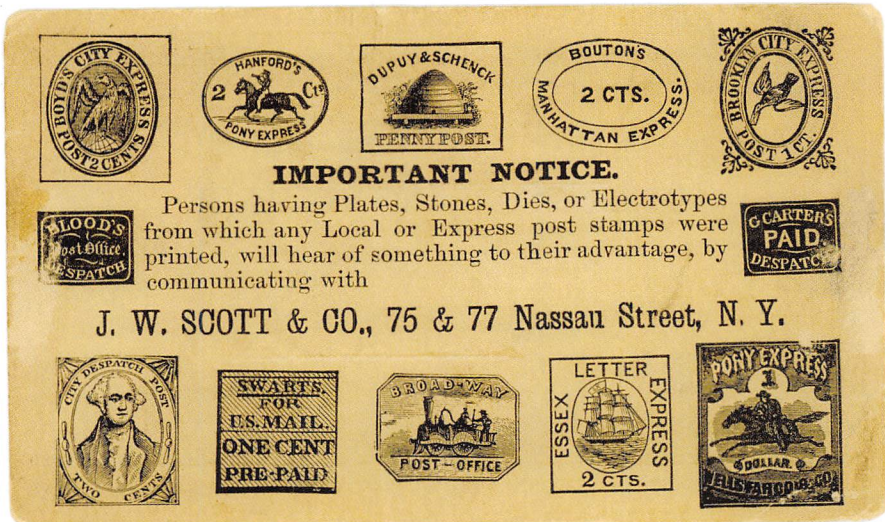 BOYD'S CITY EXPRESS
POST 2 CENTS
HANFORD'S
2 Cts
PONY EXPRESS
DUPUY & SCHENCK
PENNY POST.
BOUTON'S
2 CTS.
MANHATTAN EXPRESS.
BROOKLYN CITY EXPRESS
POST 1 CT.
IMPORTANT NOTICE.
Persons having Plates, Stones, Dies, or Electrotypes
from which any Local or Express post stamps were
printed, will hear of something to their advantage, by
communicating with
BLOOD'S
Post Office.
DESPATCH
G CARTER'S
PAID
DESPATCH
J. W. SCOTT & CO., 75 & 77 Nassau Street, N. Y.
CITY DESPATCH POST
TWO CENTS
SWARTS.
FOR
U.S. MAIL.
ONE CENT
PRE-PAID
BROAD-WAY
POST-OFFICE
LETTER
ESSEX
EXPRESS
2 CTS.
PONY EXPRESS
1
DOLLAR.
WELLS FARGO & CO.